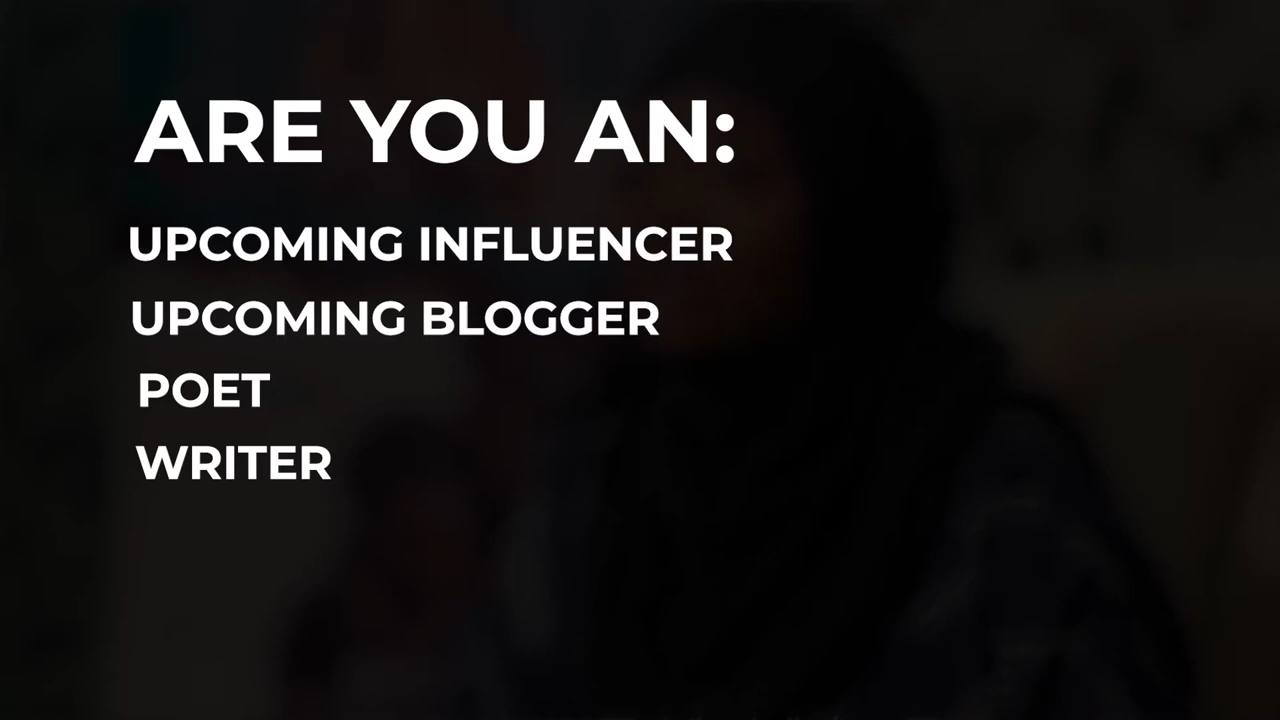 ARE YOU AN:
UPCOMING INFLUENCER
UPCOMING BLOGGER
POET
WRITER